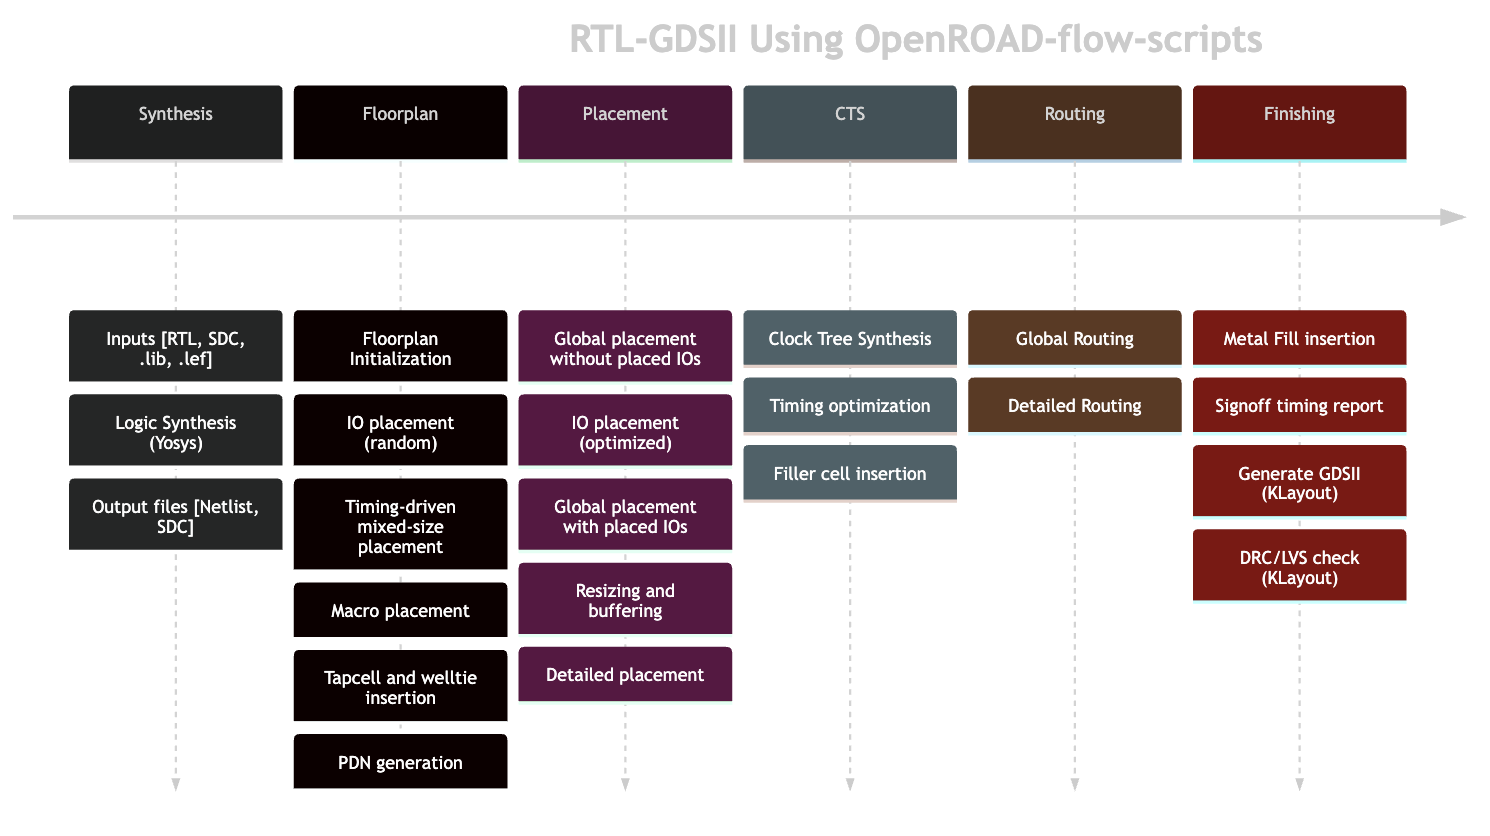 RTL-GDSII Using OpenROAD-flow-scripts
Synthesis
Floorplan
Placement
CTS
Routing
Finishing
Inputs [RTL, SDC,
.lib, .lef]
Logic Synthesis
(Yosys)
Output files [Netlist,
SDC]
Floorplan
Initialization
IO placement
(random)
Timing-driven
mixed-size
placement
Macro placement
Tapcell and welltie
insertion
PDN generation
Global placement
without placed IOs
IO placement
(optimized)
Global placement
with placed IOs
Resizing and
buffering
Detailed placement
Clock Tree Synthesis
Timing optimization
Filler cell insertion
Global Routing
Detailed Routing
Metal Fill insertion
Signoff timing report
Generate GDSII
(KLayout)
DRC/LVS check
(KLayout)